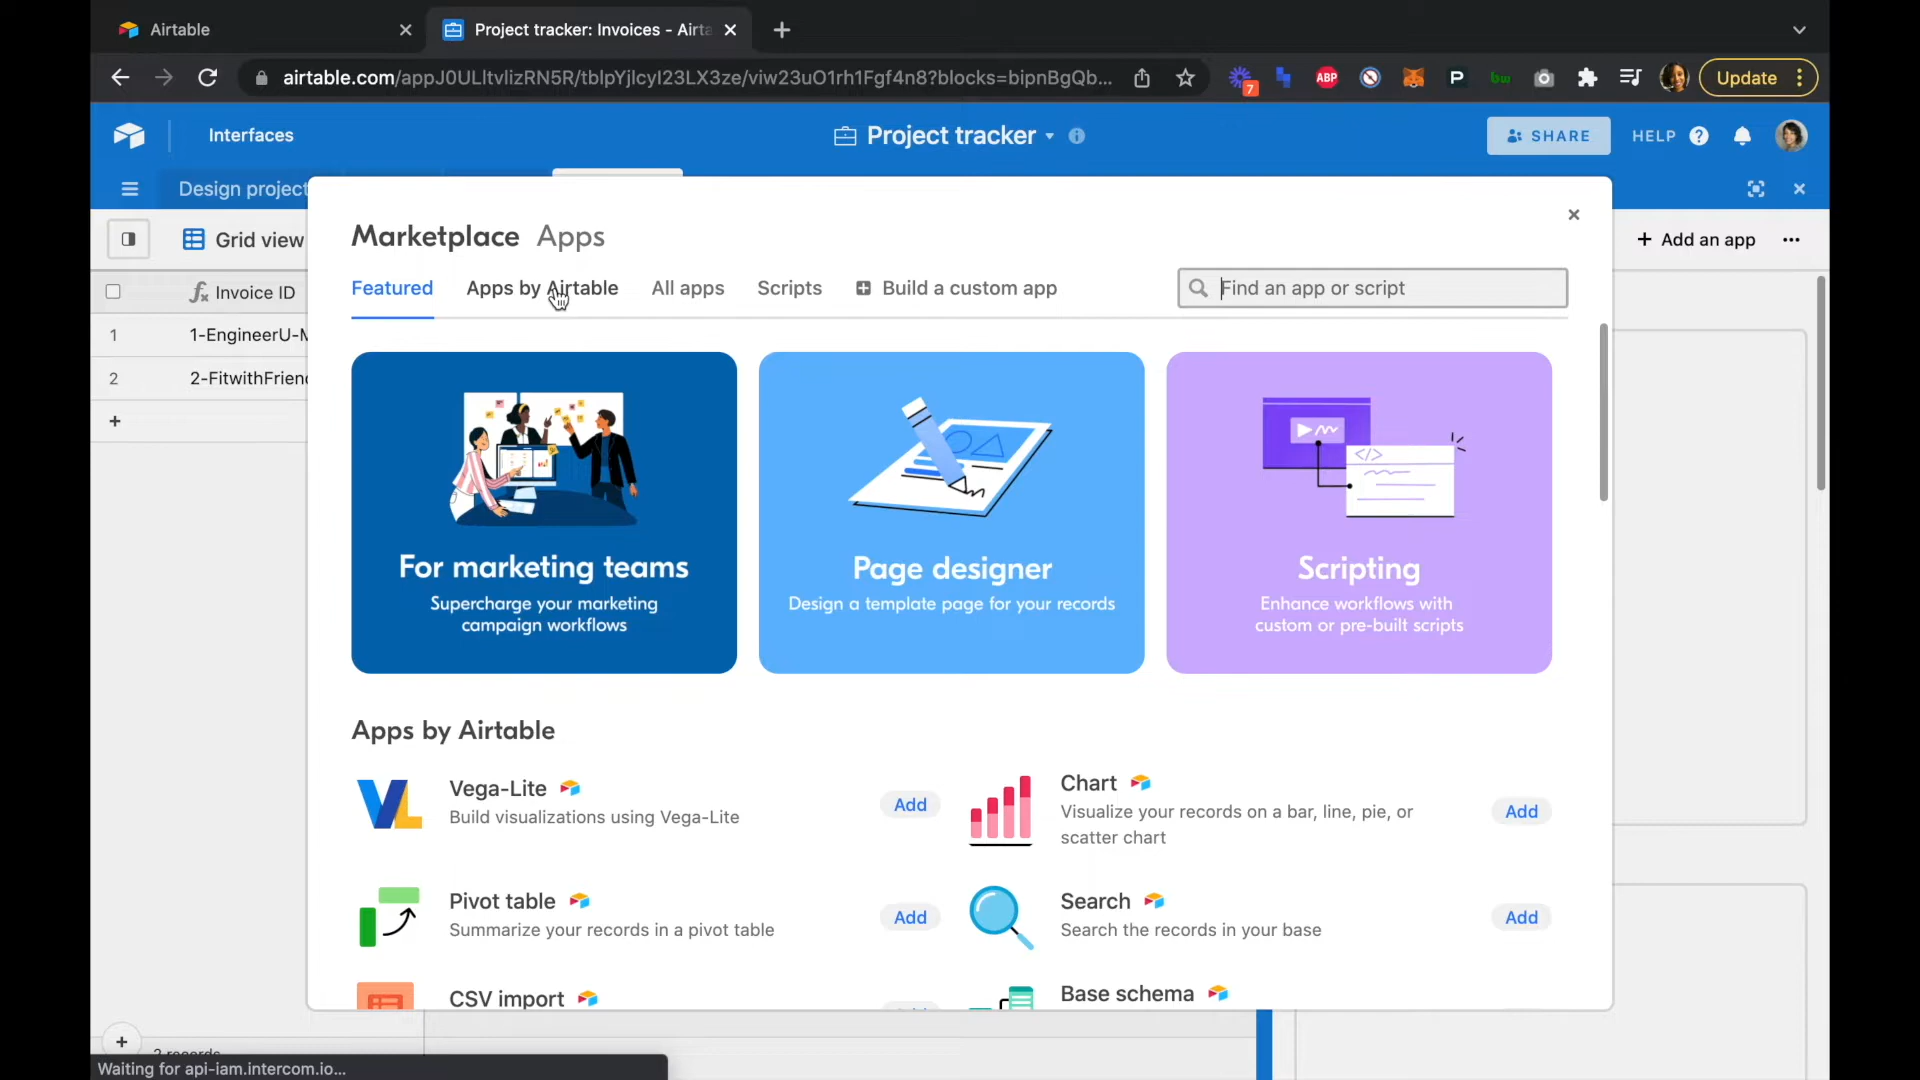 Airtable
Project tracker: Invoices - Airta
airtable.com/appJ0ULltvlizRN5R/tblpYjlcyI23LX3ze/viw23uO1rh1Fgf4n8?blocks=bipnBgQb...
7
ABP
P
Update
Interfaces
Project tracker
SHARE
HELP
Design project
Grid view
+ Add an app
Marketplace Apps
Featured
Apps by Airtable
All apps
Scripts
Build a custom app
Find an app or script
Invoice ID
1 1-EngineerU-M
2 2-FitwithFriend
+
For marketing teams
Supercharge your marketing
campaign workflows
Page designer
Design a template page for your records
Scripting
Enhance workflows with
custom or pre-built scripts
Apps by Airtable
Vega-Lite
Build visualizations using Vega-Lite
Add
Chart
Visualize your records on a bar, line, pie, or
scatter chart
Add
Pivot table
Summarize your records in a pivot table
Add
Search
Search the records in your base
Add
CSV import
Base schema
+
2 records
Waiting for api-iam.intercom.io...